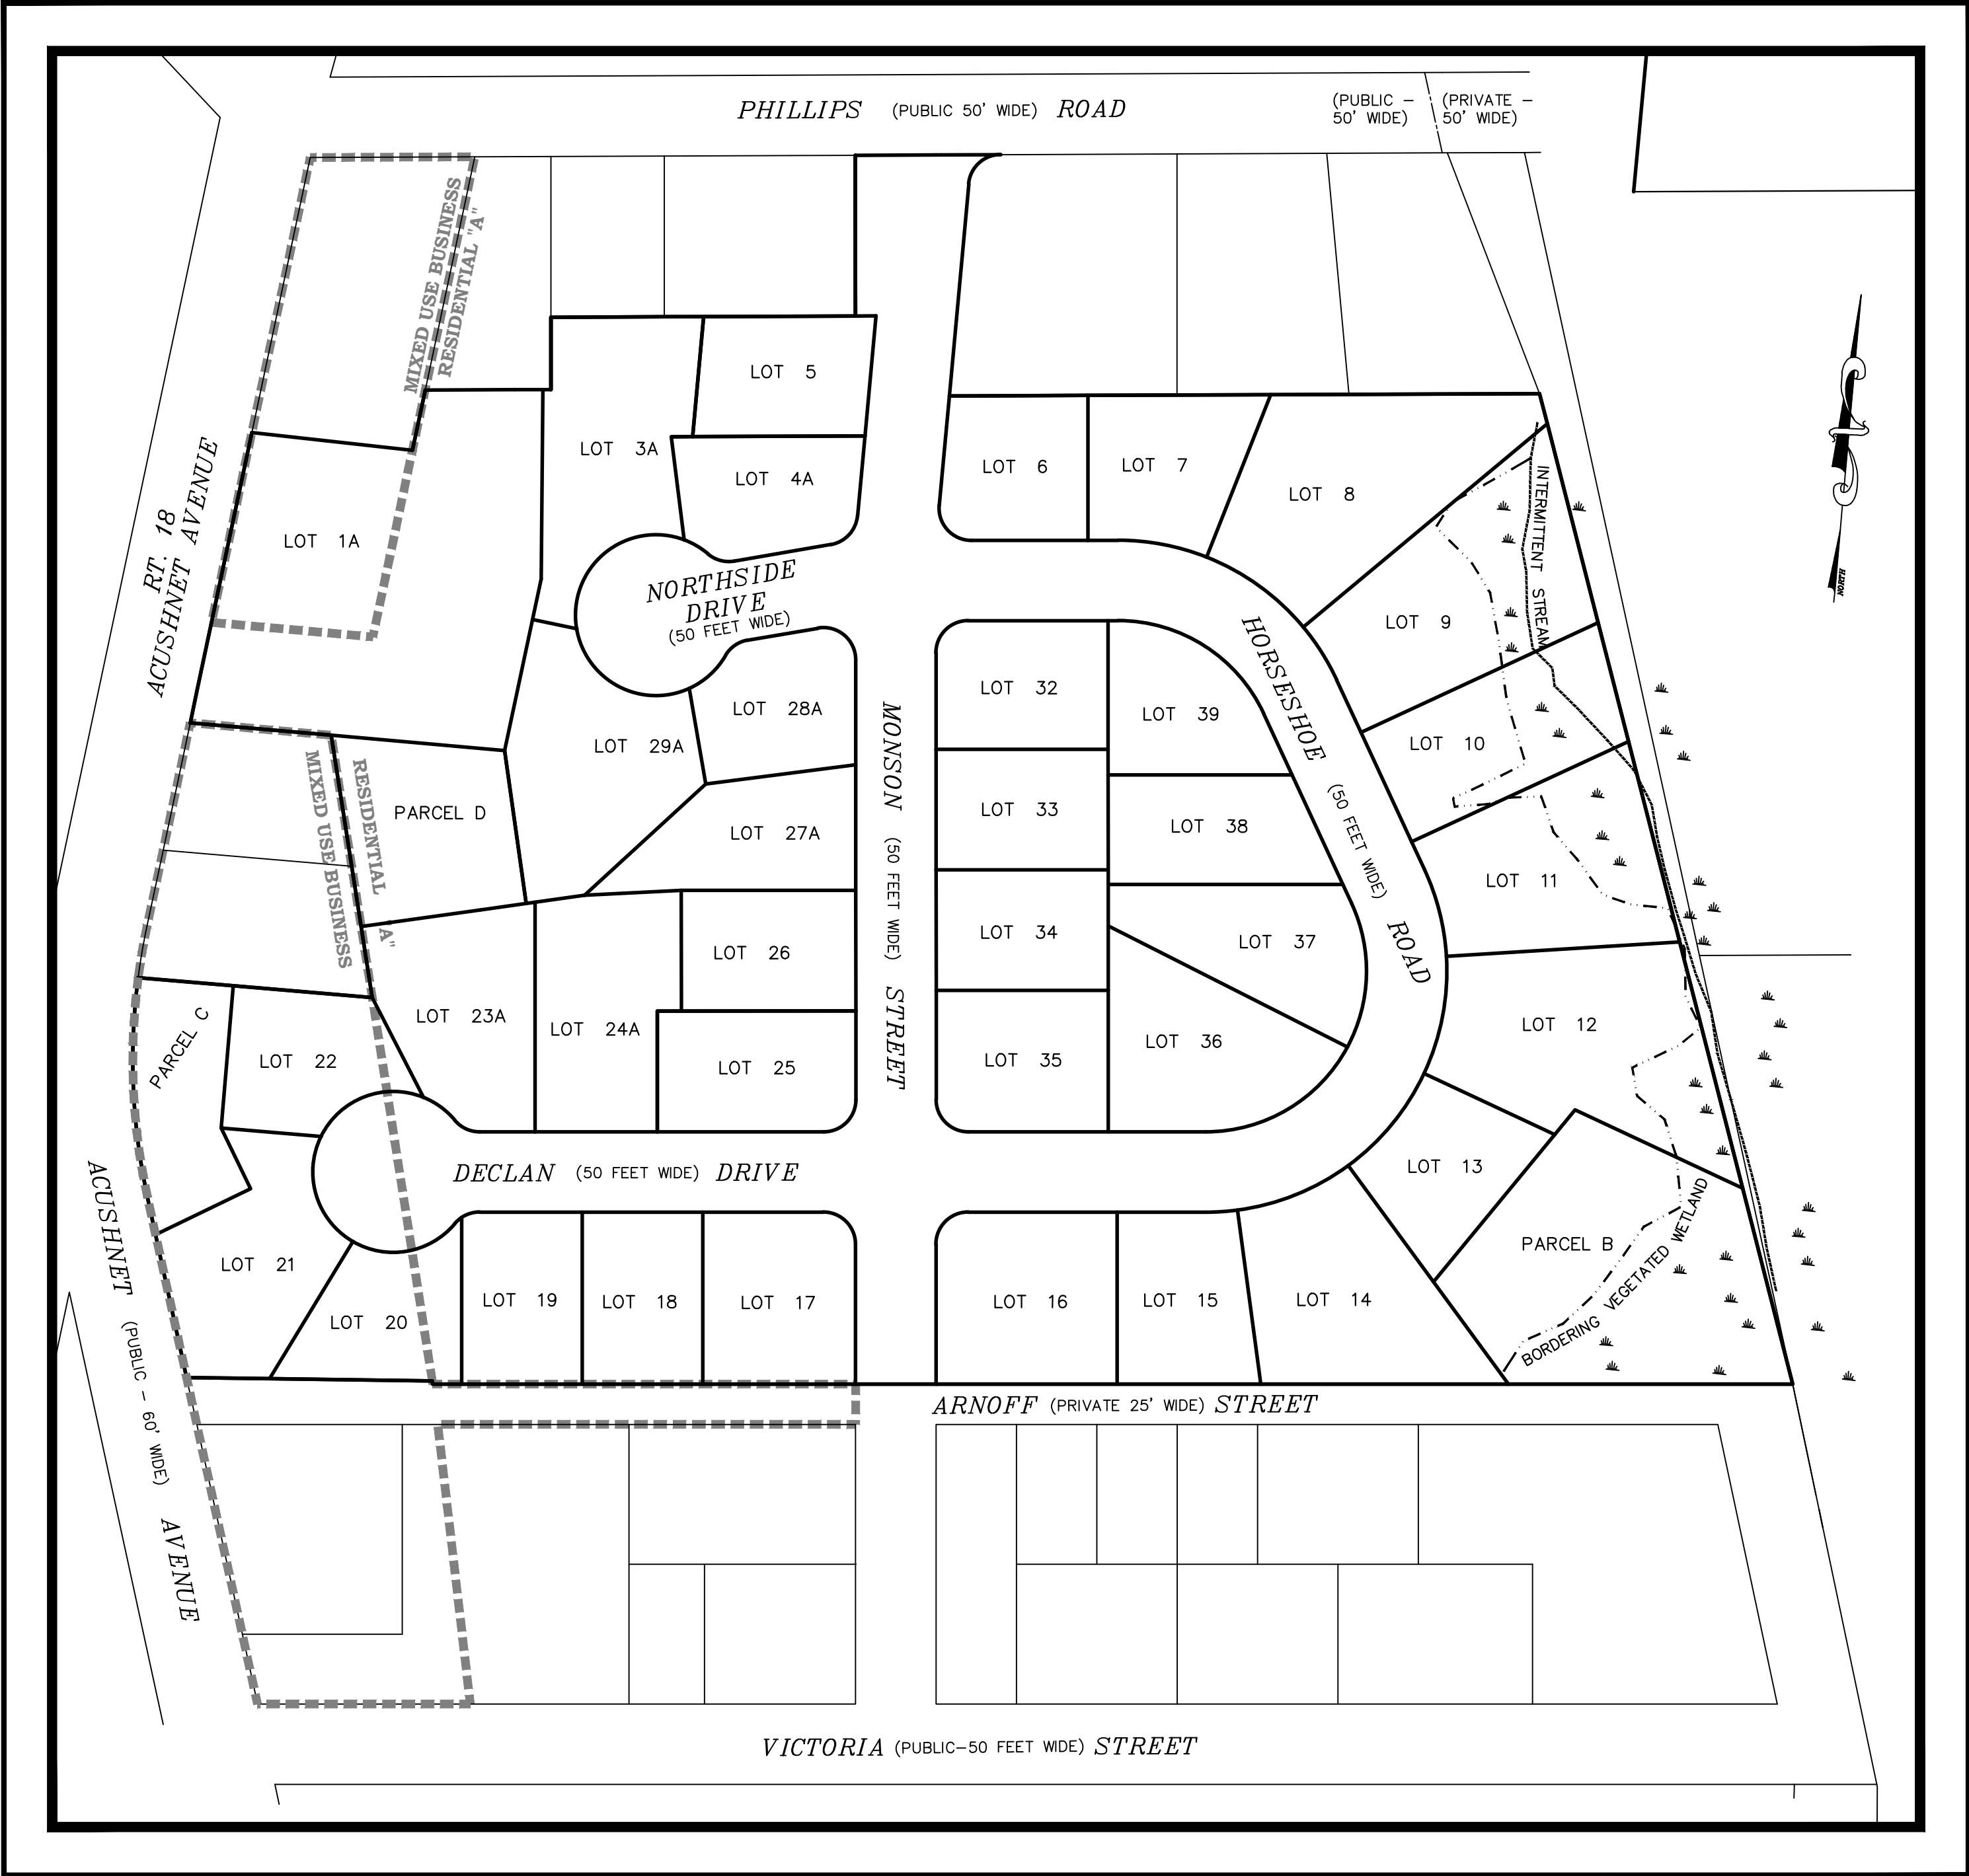 PHILLIPS (PUBLIC 50' WIDE) ROAD
(PUBLIC –
50' WIDE)
(PRIVATE –
50' WIDE)
MIXED USE BUSINESS
RESIDENTIAL "A"
LOT 5
LOT 3A
LOT 4A
LOT 6
LOT 7
LOT 8
RT. 18
ACUSHNET AVENUE
LOT 1A
INTERMITTENT STREAM
NORTH
NORTHSIDE
DRIVE
(50 FEET WIDE)
LOT 9
HORSESHOE (50 FEET WIDE) ROAD
LOT 32
LOT 39
LOT 28A
LOT 29A
LOT 10
MONSON (50 FEET WIDE) STREET
RESIDENTIAL A"
MIXED USE BUSINESS
PARCEL D
LOT 33
LOT 38
LOT 27A
LOT 11
LOT 26
LOT 34
LOT 37
LOT 23A
LOT 24A
LOT 12
PARCEL C
LOT 22
LOT 25
LOT 35
LOT 36
DECLAN (50 FEET WIDE) DRIVE
LOT 13
PARCEL B
BORDERING VEGETATED WETLAND
LOT 21
LOT 20
LOT 19
LOT 18
LOT 17
LOT 16
LOT 15
LOT 14
ACUSHNET (PUBLIC – 60' WIDE) AVENUE
ARNOFF (PRIVATE 25' WIDE) STREET
VICTORIA (PUBLIC–50 FEET WIDE) STREET